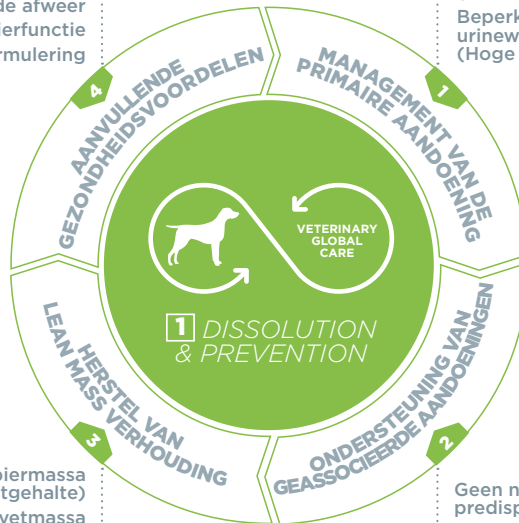 de afweer
ierfunctie
rmulering
Beperk
urinew
(Hoge
4
AANVULLENDE
GEZONDHEIDSVOORDELEN
1
MANAGEMENT VAN DE
PRIMAIRE AANDOENING
VETERINARY
GLOBAL
CARE
1 DISSOLUTION
& PREVENTION
3
HERSTEL VAN
LEAN MASS VERHOUDING
2
ONDERSTEUNING VAN
GEASSOCIEERDE AANDOENINGEN
piermassa
tgehalte)
vetmassa
Geen n
predisp